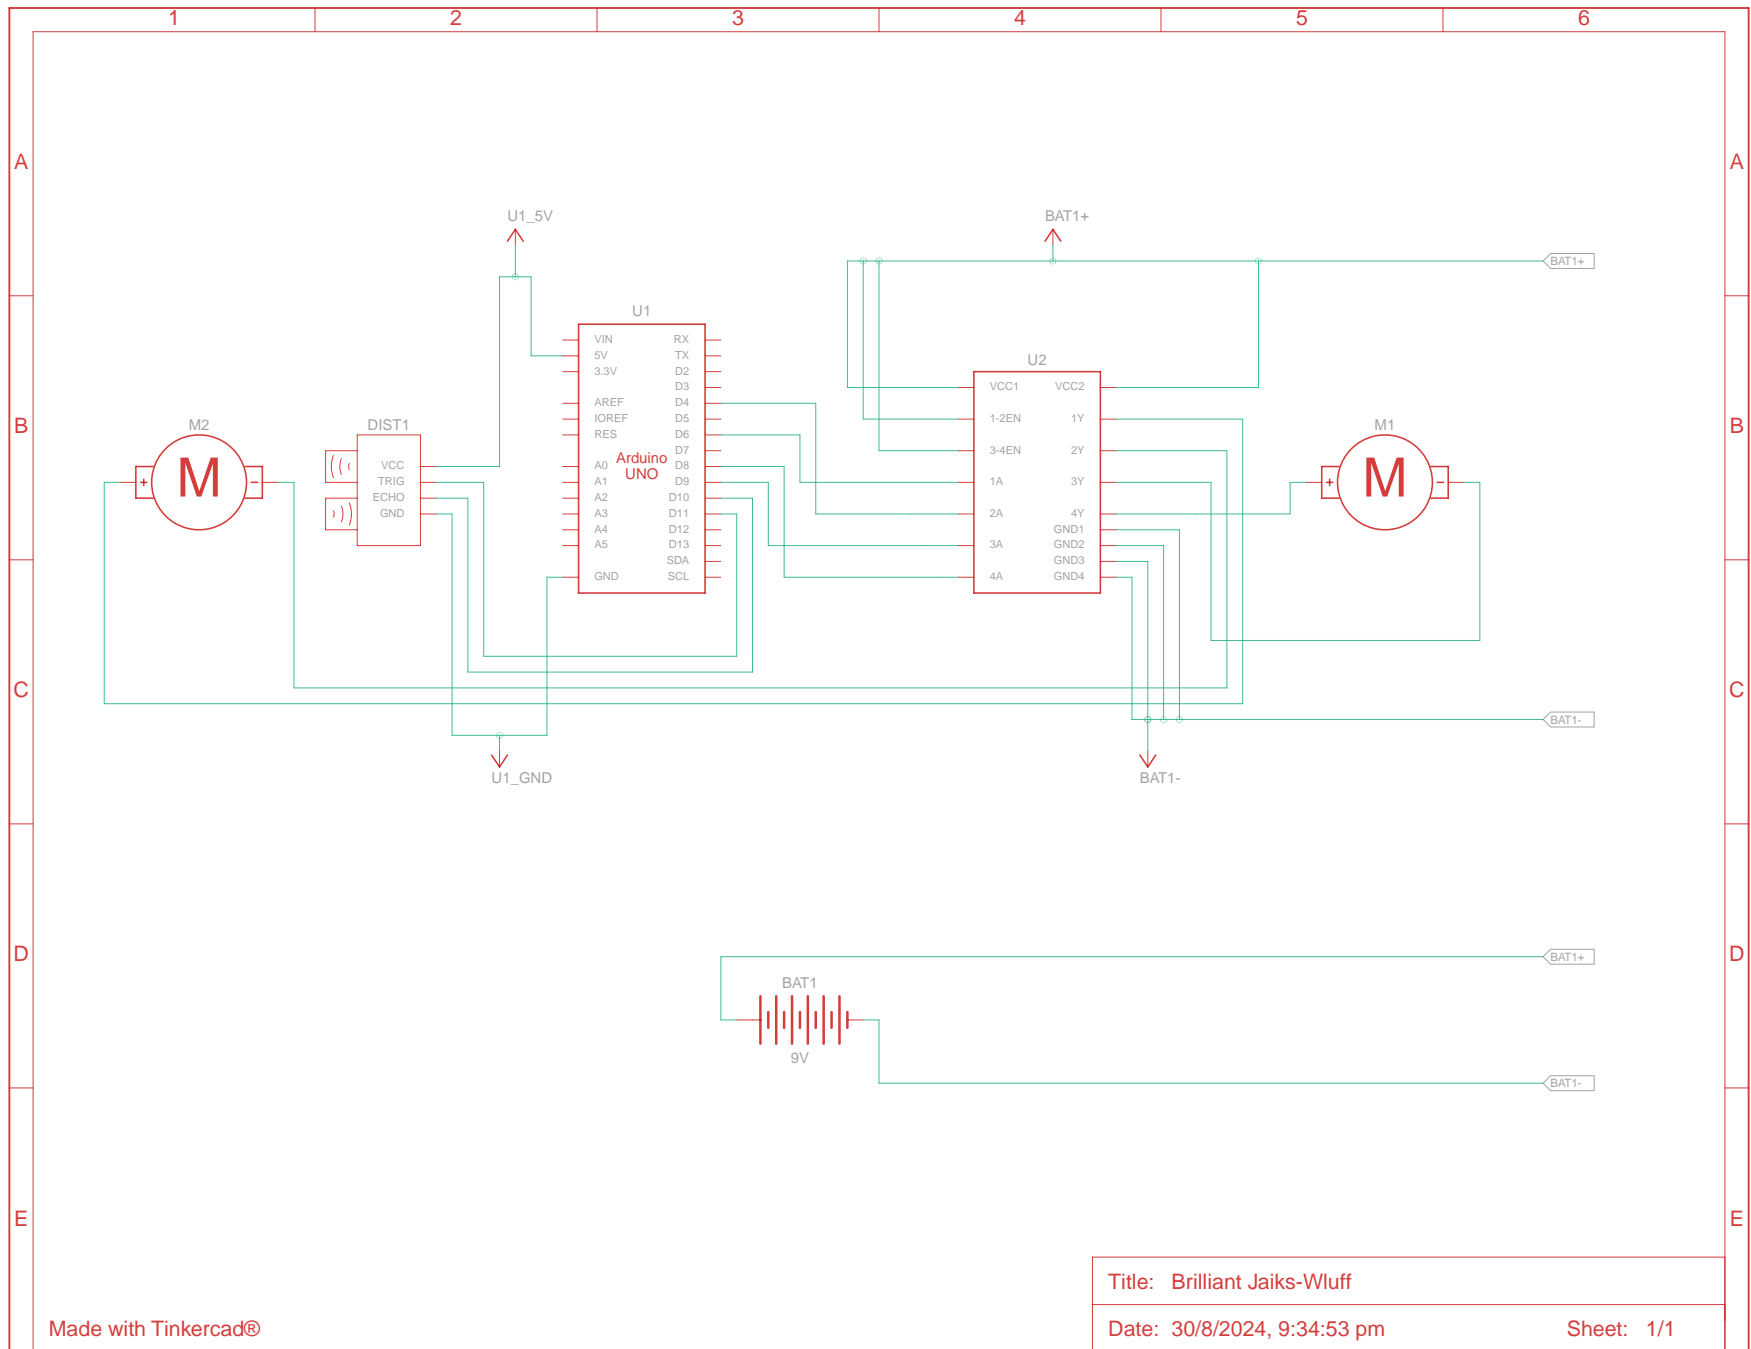 1 2 3 4 5 6
A A
U1_5V BAT1+
BAT1+
U1
VIN RX
5V TX
3.3V D2
D3
AREF D4
IOREF D5
RES D6
D7
A0 D8
A1 D9
A2 D10
A3 D11
A4 D12
A5 D13
SDA
GND SCL
Arduino
UNO
U2
VCC1 VCC2
1-2EN 1Y
3-4EN 2Y
1A 3Y
2A 4Y
GND1
3A GND2
GND3
4A GND4
B B
M2
+ M -
DIST1
VCC
TRIG
ECHO
GND
M1
+ M -
C C
BAT1-
U1_GND BAT1-
D D
BAT1+
BAT1
9V
BAT1-
E E
Title: Brilliant Jaiks-Wluff
Made with Tinkercad®
Date: 30/8/2024, 9:34:53 pm Sheet: 1/1